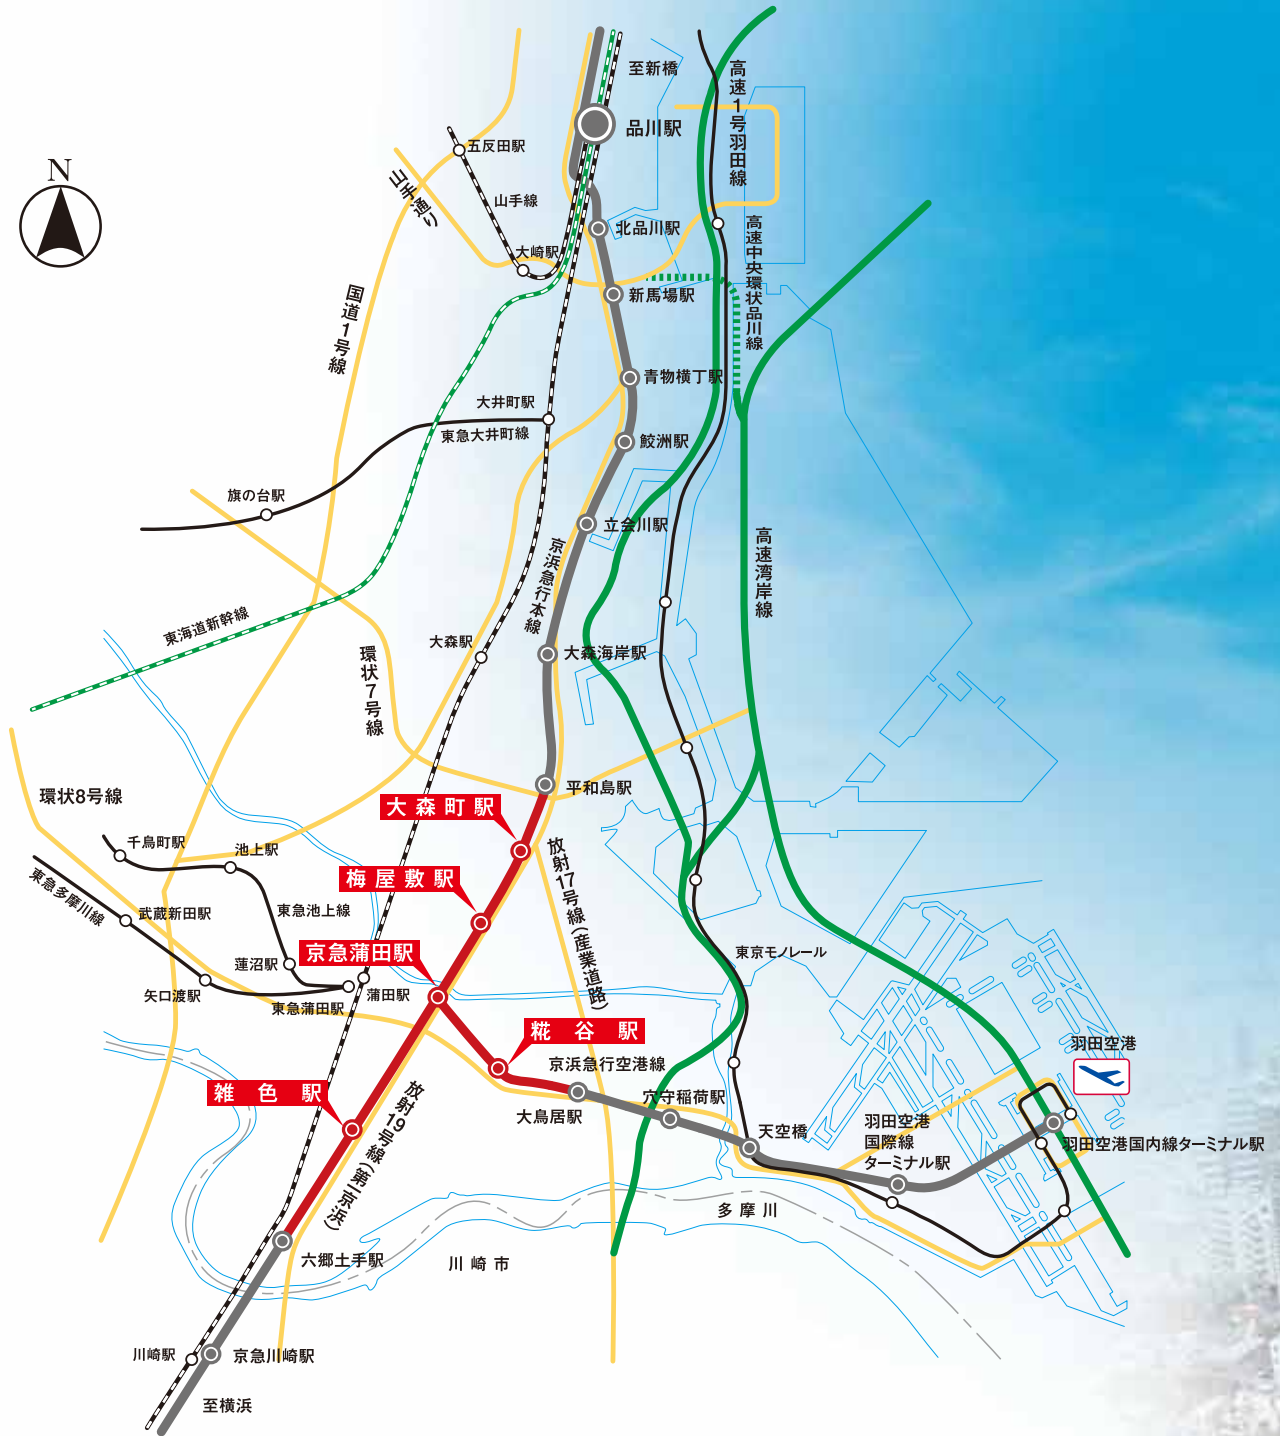 至新橋
高速1号羽田線
品川駅
N
五反田駅
山手通り
山手線
北品川駅
高速中央環状品川線
大崎駅
国道1号線
新馬場駅
青物横丁駅
大井町駅
東急大井町線
鮫洲駅
旗の台駅
立会川駅
高速湾岸線
京浜急行本線
東海道新幹線
大森駅
環状7号線
大森海岸駅
平和島駅
環状8号線
大森町駅
千鳥町駅
池上駅
放射17号線(産業道路)
梅屋敷駅
東急多摩川線
武蔵新田駅
東急池上線
京急蒲田駅
東京モノレール
蓮沼駅
矢口渡駅
東急蒲田駅
蒲田駅
糀谷駅
羽田空港
京浜急行空港線
雑色駅
放射19号線(第一京浜)
大鳥居駅
穴守稲荷駅
天空橋
羽田空港
国際線
ターミナル駅
羽田空港国内線ターミナル駅
多摩川
六郷土手駅
川崎市
川崎駅
京急川崎駅
至横浜